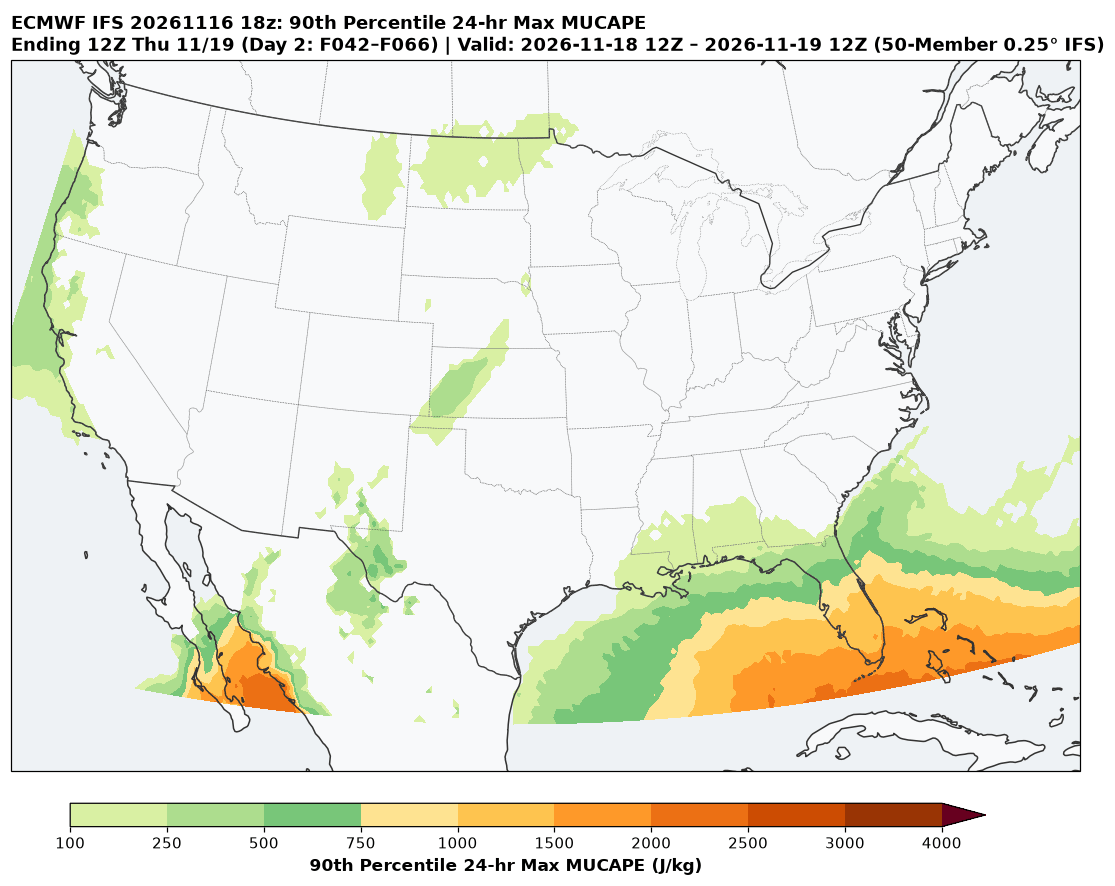 ECMWF IFS 20261116 18z: 90th Percentile 24-hr Max MUCAPE
Ending 12Z Thu 11/19 (Day 2: F042–F066) | Valid: 2026-11-18 12Z – 2026-11-19 12Z (50-Member 0.25° IFS)
100 250 500 750 1000 1500 2000 2500 3000 4000
90th Percentile 24-hr Max MUCAPE (J/kg)